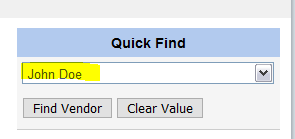 Quick Find
John Doe
Find Vendor Clear Value